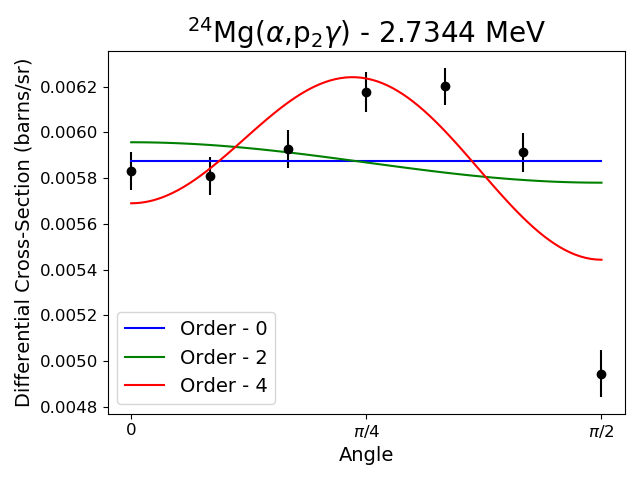 ²⁴Mg(α,p₂γ) - 2.7344 MeV
Differential Cross-Section (barns/sr)
0.0062
0.0060
0.0058
0.0056
0.0054
0.0052
0.0050
0.0048
Order - 0
Order - 2
Order - 4
0 π/4 π/2
Angle